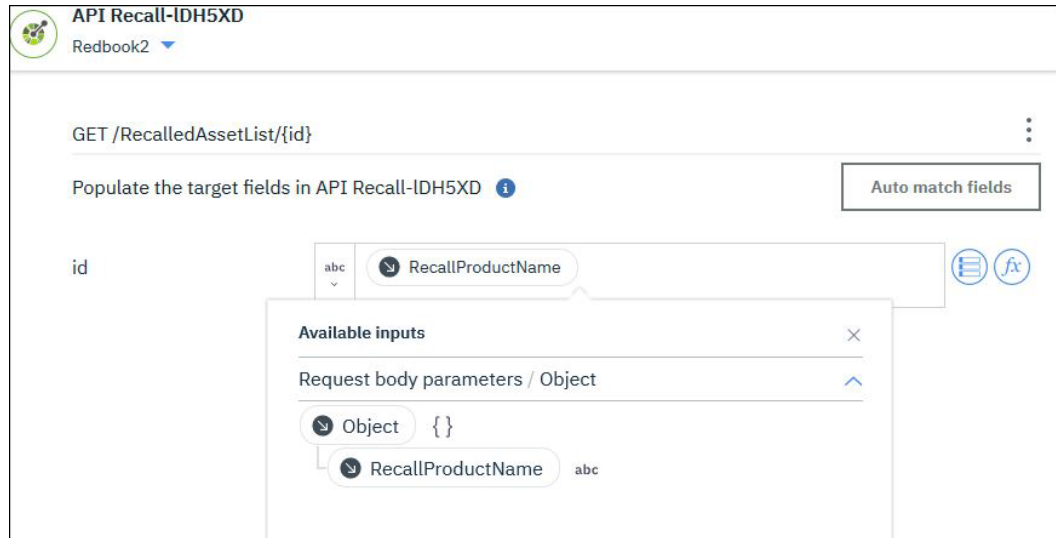 API Recall-lDH5XD
Redbook2
GET /RecalledAssetList/{id}
Populate the target fields in API Recall-lDH5XD i
Auto match fields
id
abc
RecallProductName
fx
Available inputs
Request body parameters / Object
Object { }
RecallProductName abc